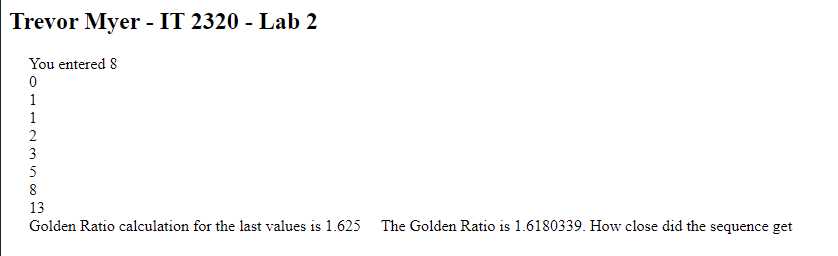 Trevor Myer - IT 2320 - Lab 2
You entered 8
0
1
1
2
3
5
8
13
Golden Ratio calculation for the last values is 1.625 The Golden Ratio is 1.6180339. How close did the sequence get